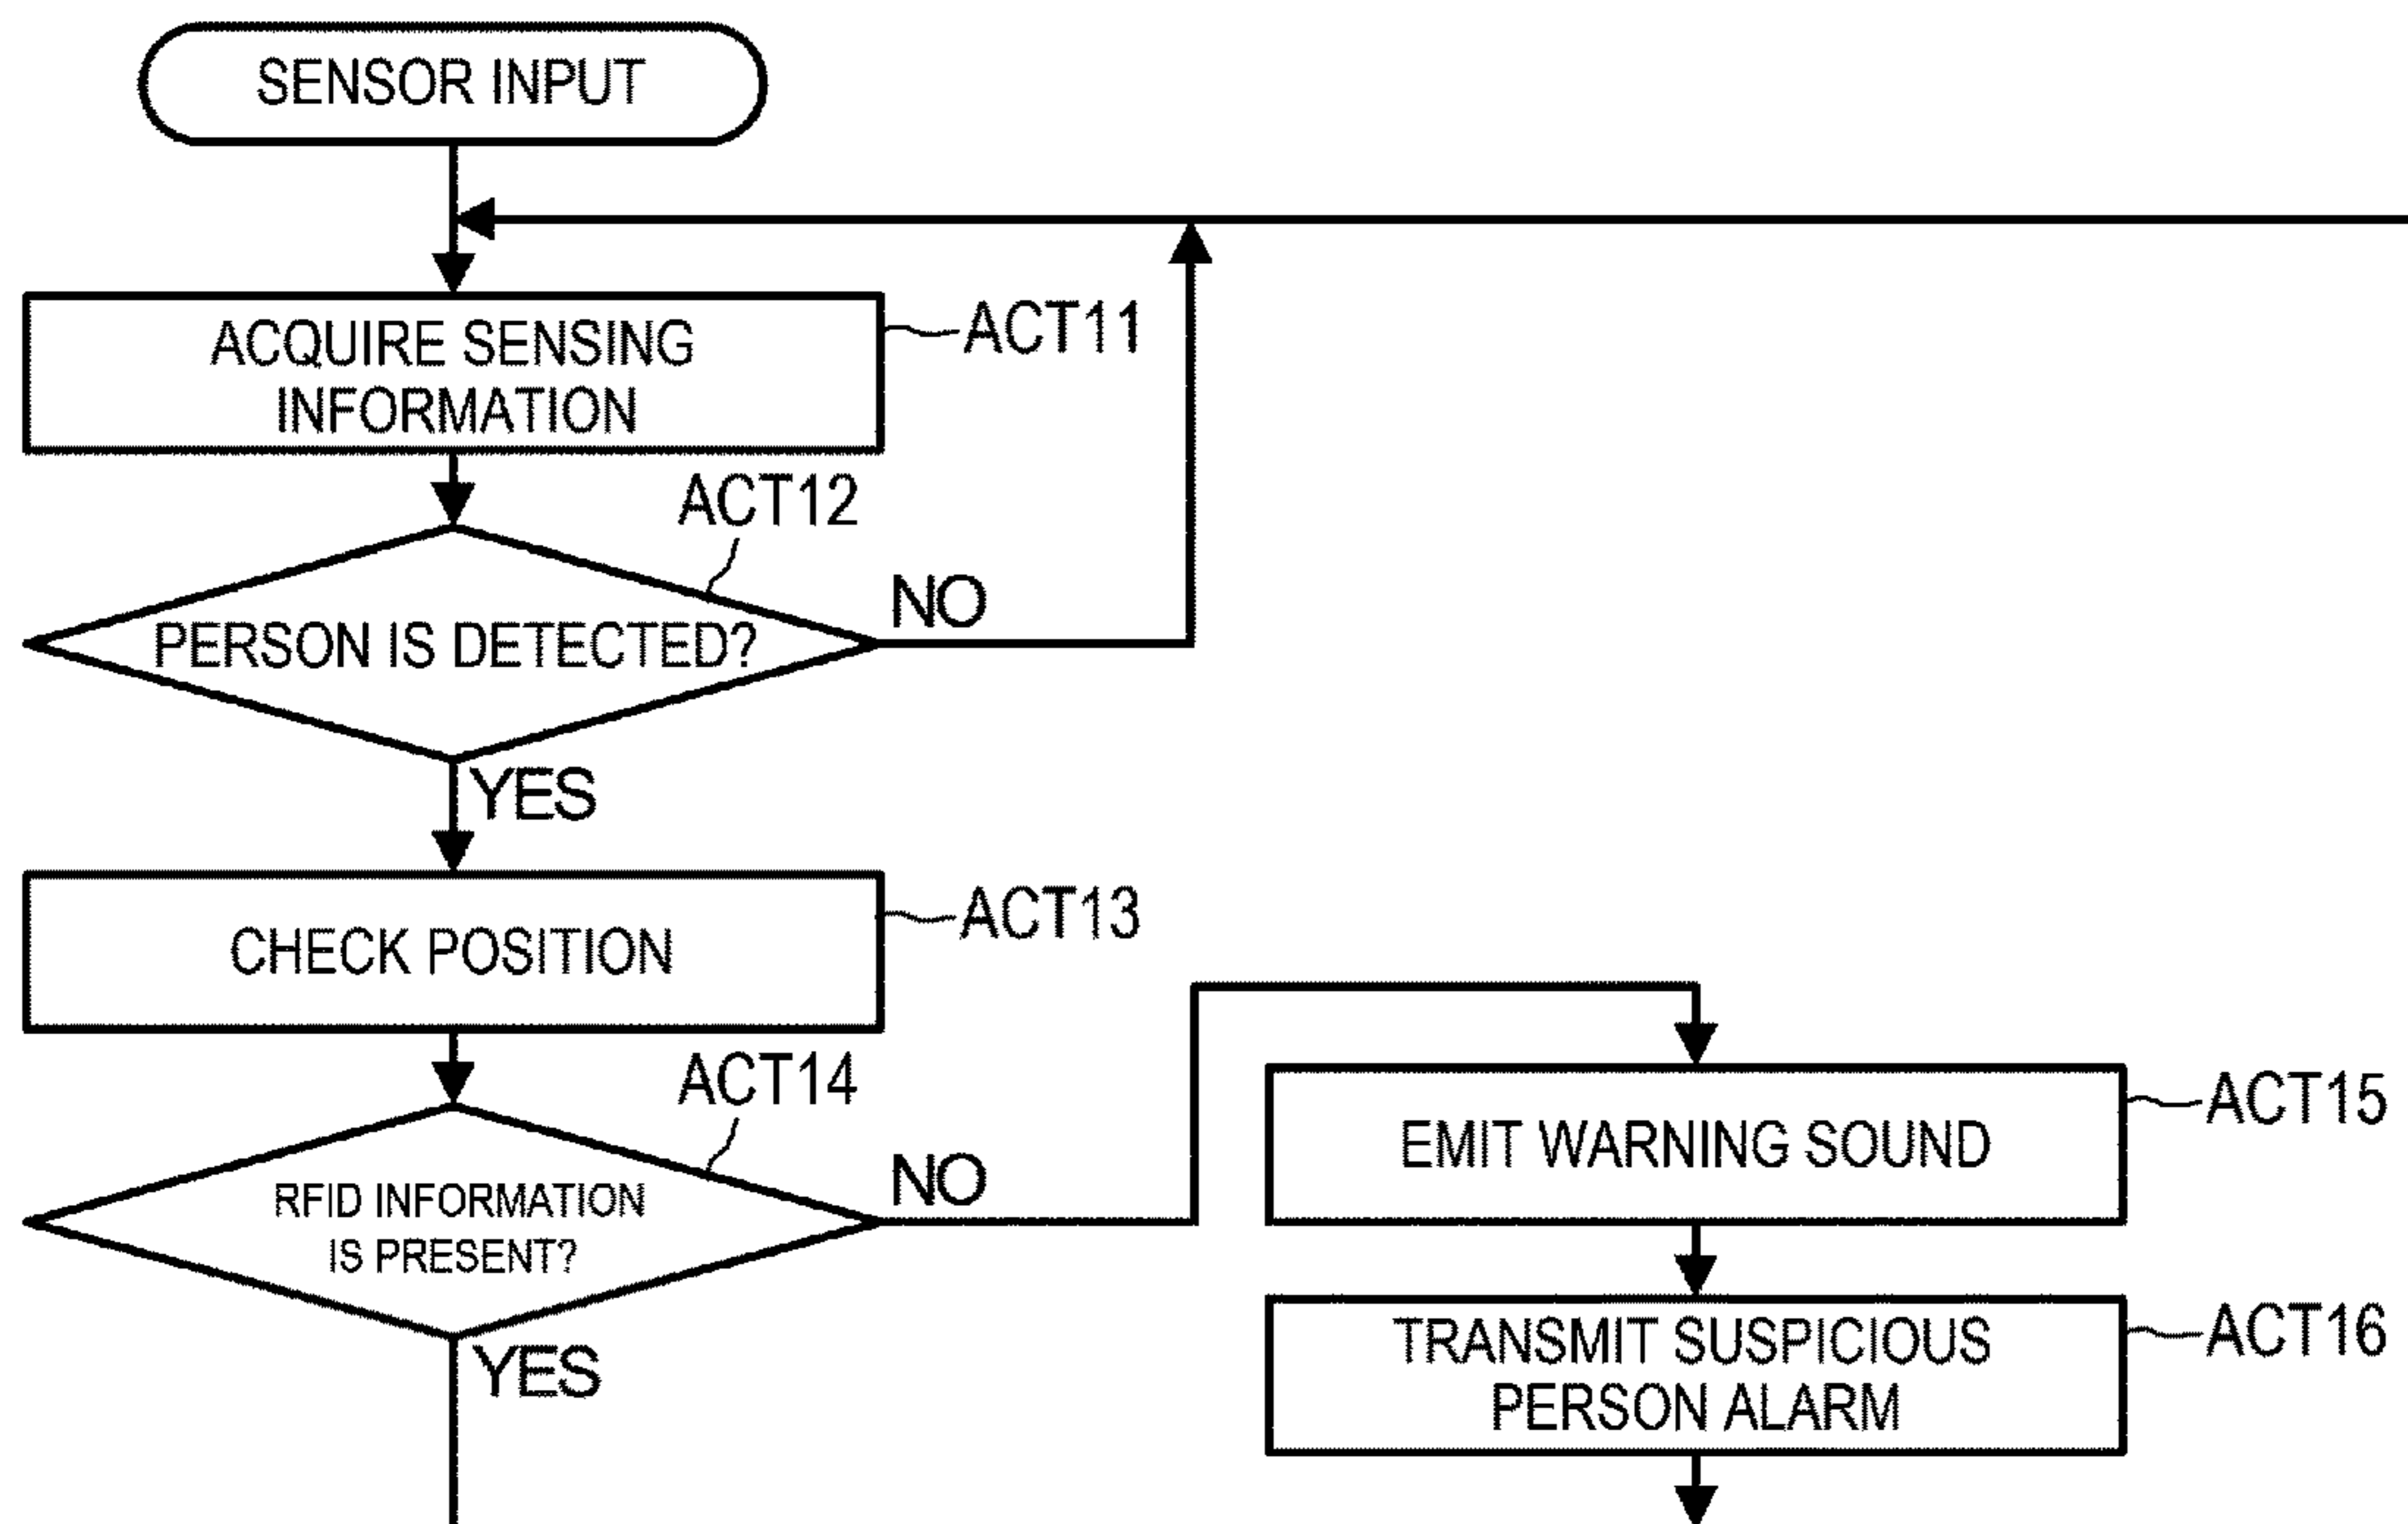 SENSOR INPUT
ACQUIRE SENSING
INFORMATION
ACT11
ACT12
PERSON IS DETECTED?
NO
YES
CHECK POSITION
ACT13
ACT14
RFID INFORMATION
IS PRESENT?
NO
YES
EMIT WARNING SOUND
ACT15
TRANSMIT SUSPICIOUS
PERSON ALARM
ACT16